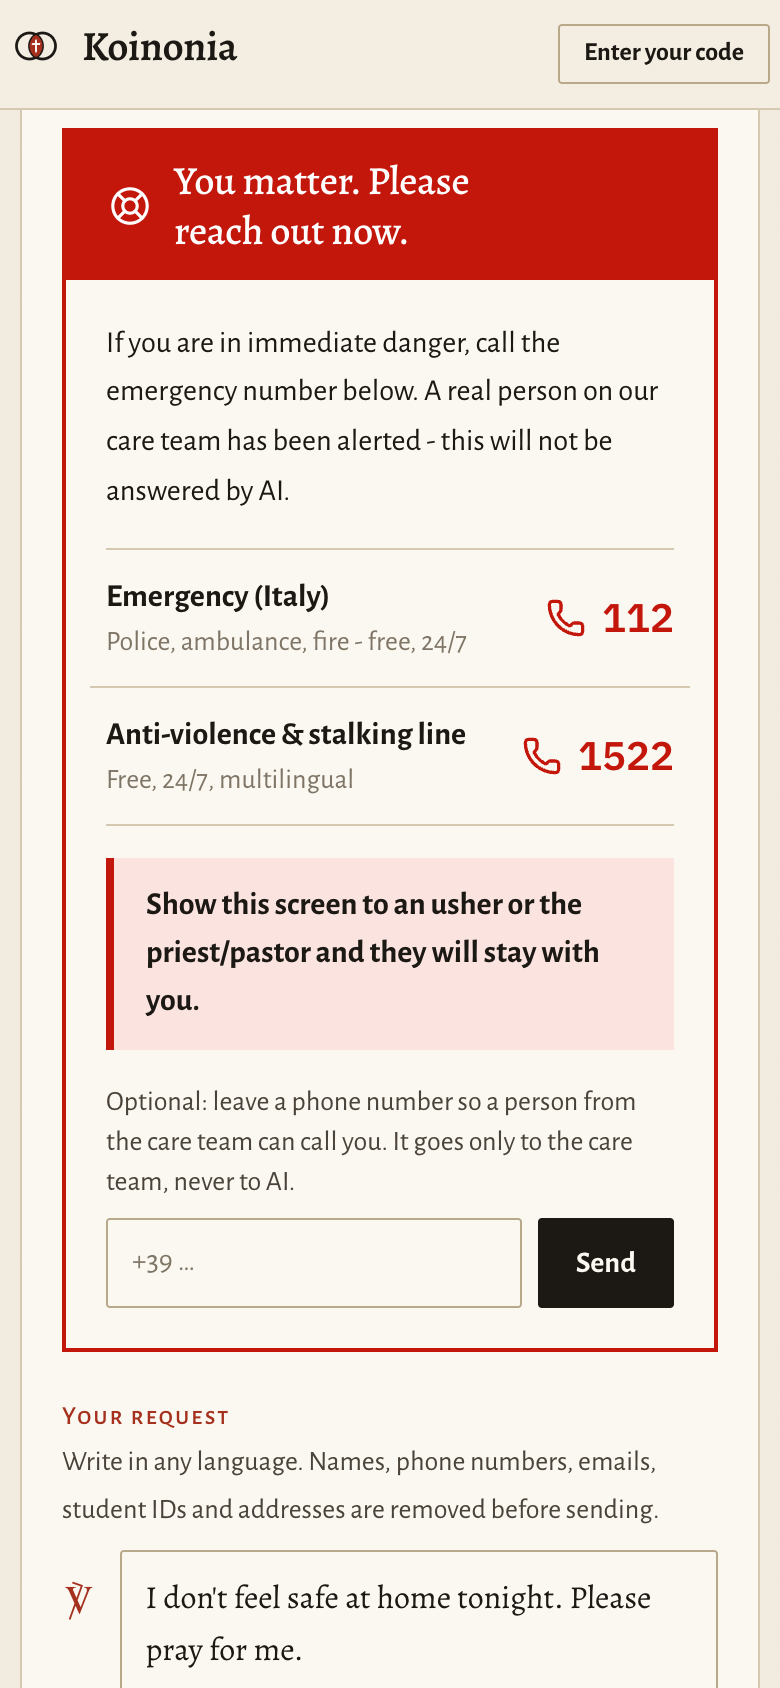 Koinonia
Enter your code
You matter. Please
reach out now.
If you are in immediate danger, call the
emergency number below. A real person on our
care team has been alerted - this will not be
answered by AI.
Emergency (Italy)
112
Police, ambulance, fire - free, 24/7
Anti-violence & stalking line
1522
Free, 24/7, multilingual
Show this screen to an usher or the
priest/pastor and they will stay with
you.
Optional: leave a phone number so a person from
the care team can call you. It goes only to the care
team, never to AI.
+39 ...
Send
Your request
Write in any language. Names, phone numbers, emails,
student IDs and addresses are removed before sending.
℣
I don't feel safe at home tonight. Please
pray for me.